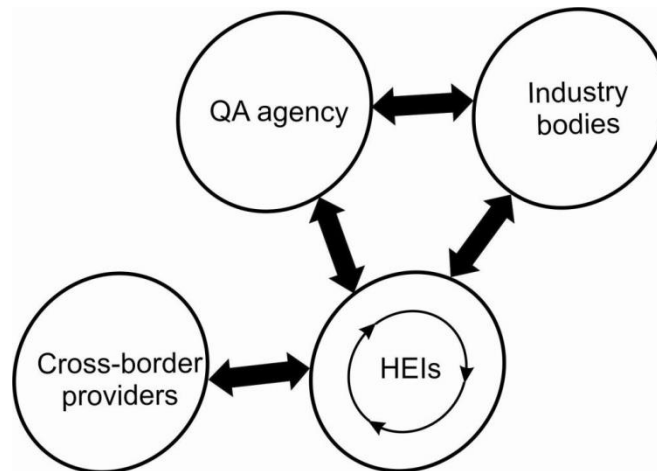 QA agency
Industry
bodies
Cross-border
providers
HEIs